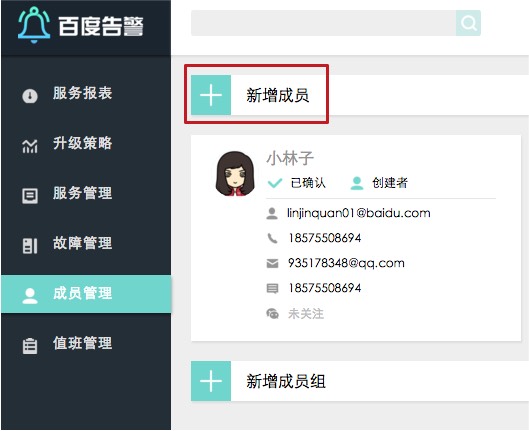 百度告警
服务报表
升级策略
服务管理
故障管理
成员管理
值班管理
新增成员
小林子
已确认 创建者
linjinquan01@baidu.com
18575508694
935178348@qq.com
18575508694
未关注
新增成员组